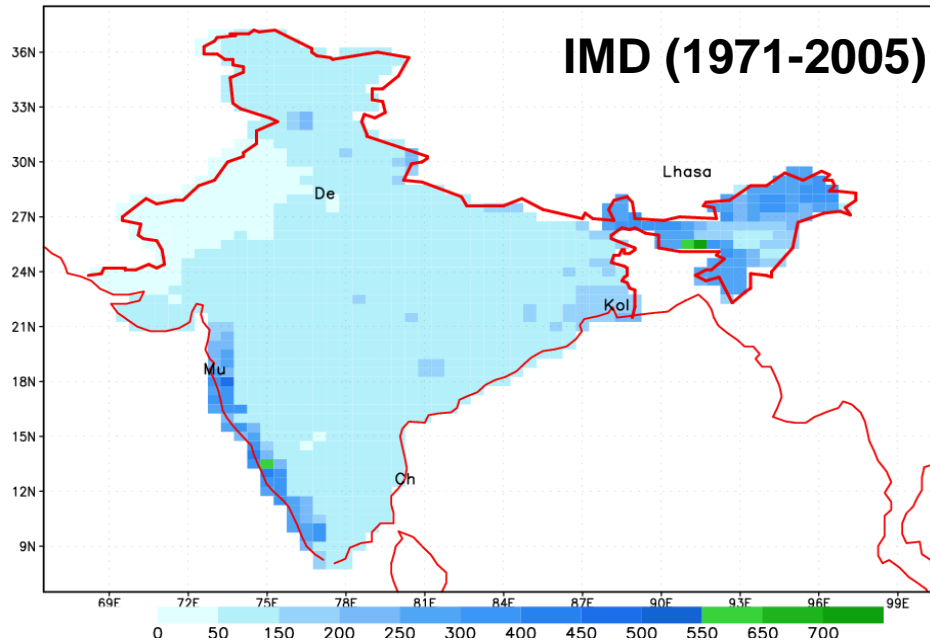 IMD (1971-2005)
36N
33N
30N
27N
24N
21N
18N
15N
12N
9N
Lhasa
De
Kol
Mu
Ch
69E 72E 75E 78E 81E 84E 87E 90E 93E 96E 99E
0 50 150 200 250 300 400 450 500 550 650 700